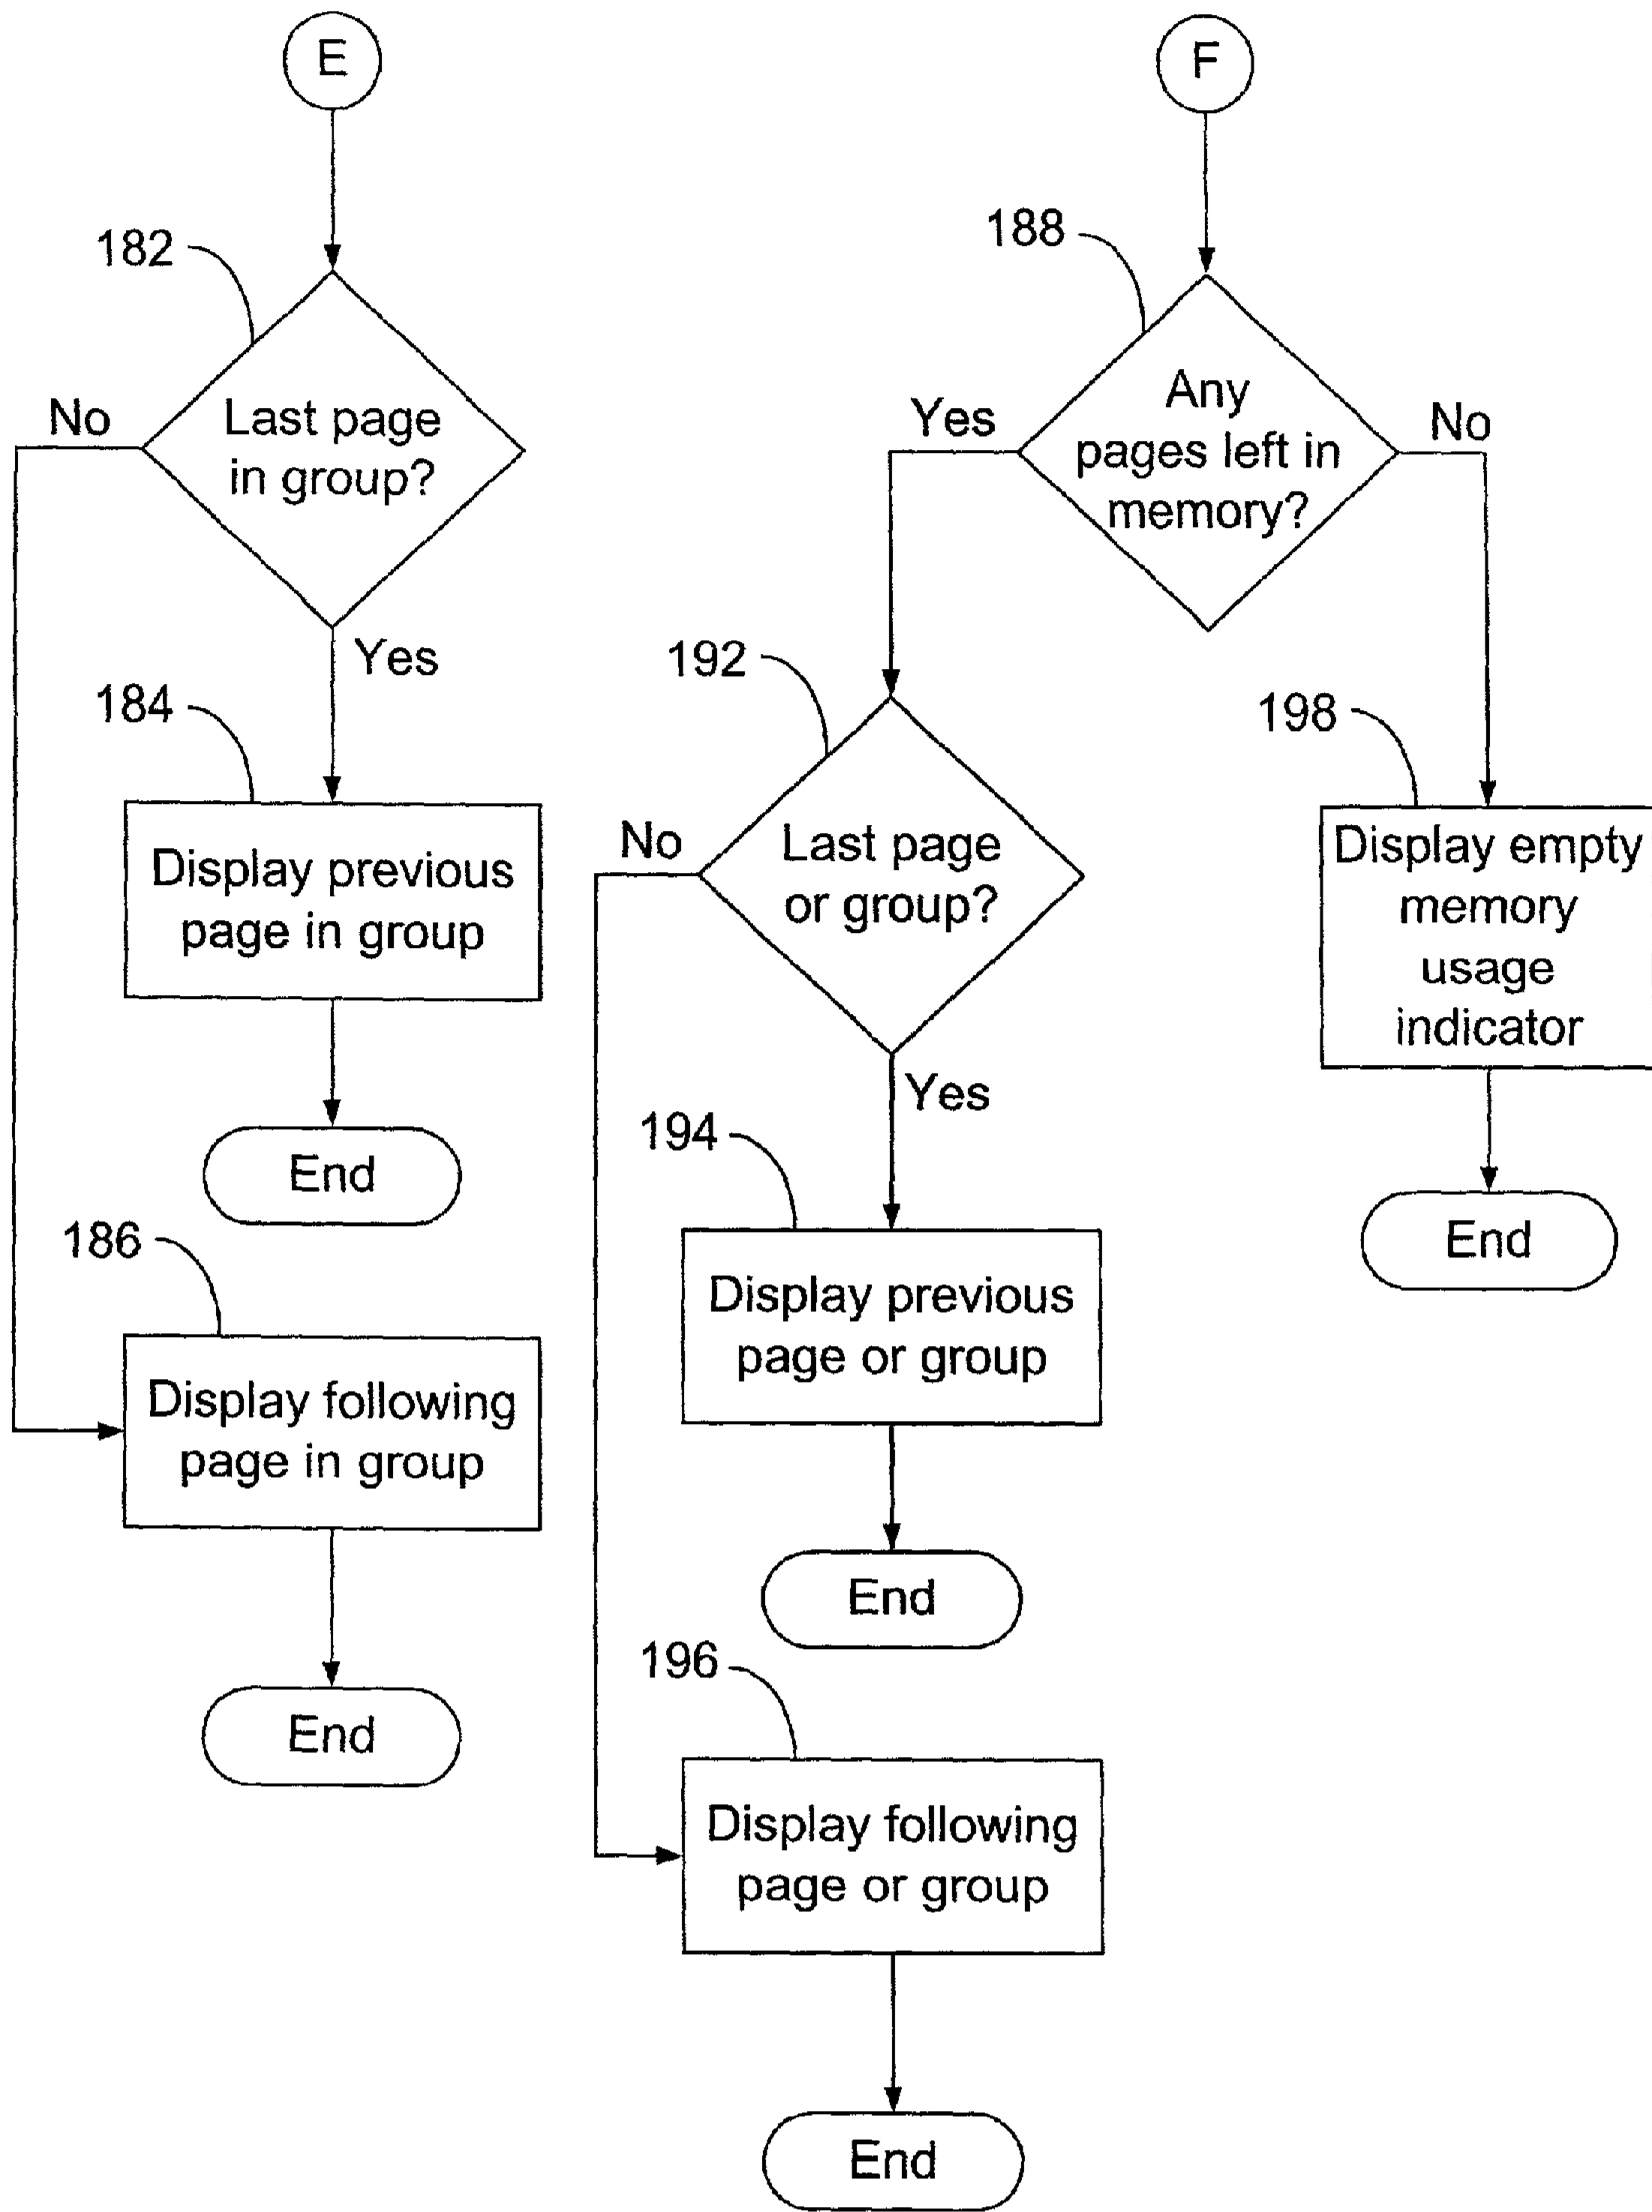 E
182
No
Last page
in group?
Yes
184
Display previous
page in group
End
186
Display following
page in group
End
F
188
Yes
Any
pages left in
memory?
No
192
No
Last page
or group?
Yes
194
Display previous
page or group
End
196
Display following
page or group
End
198
Display empty
memory
usage
indicator
End